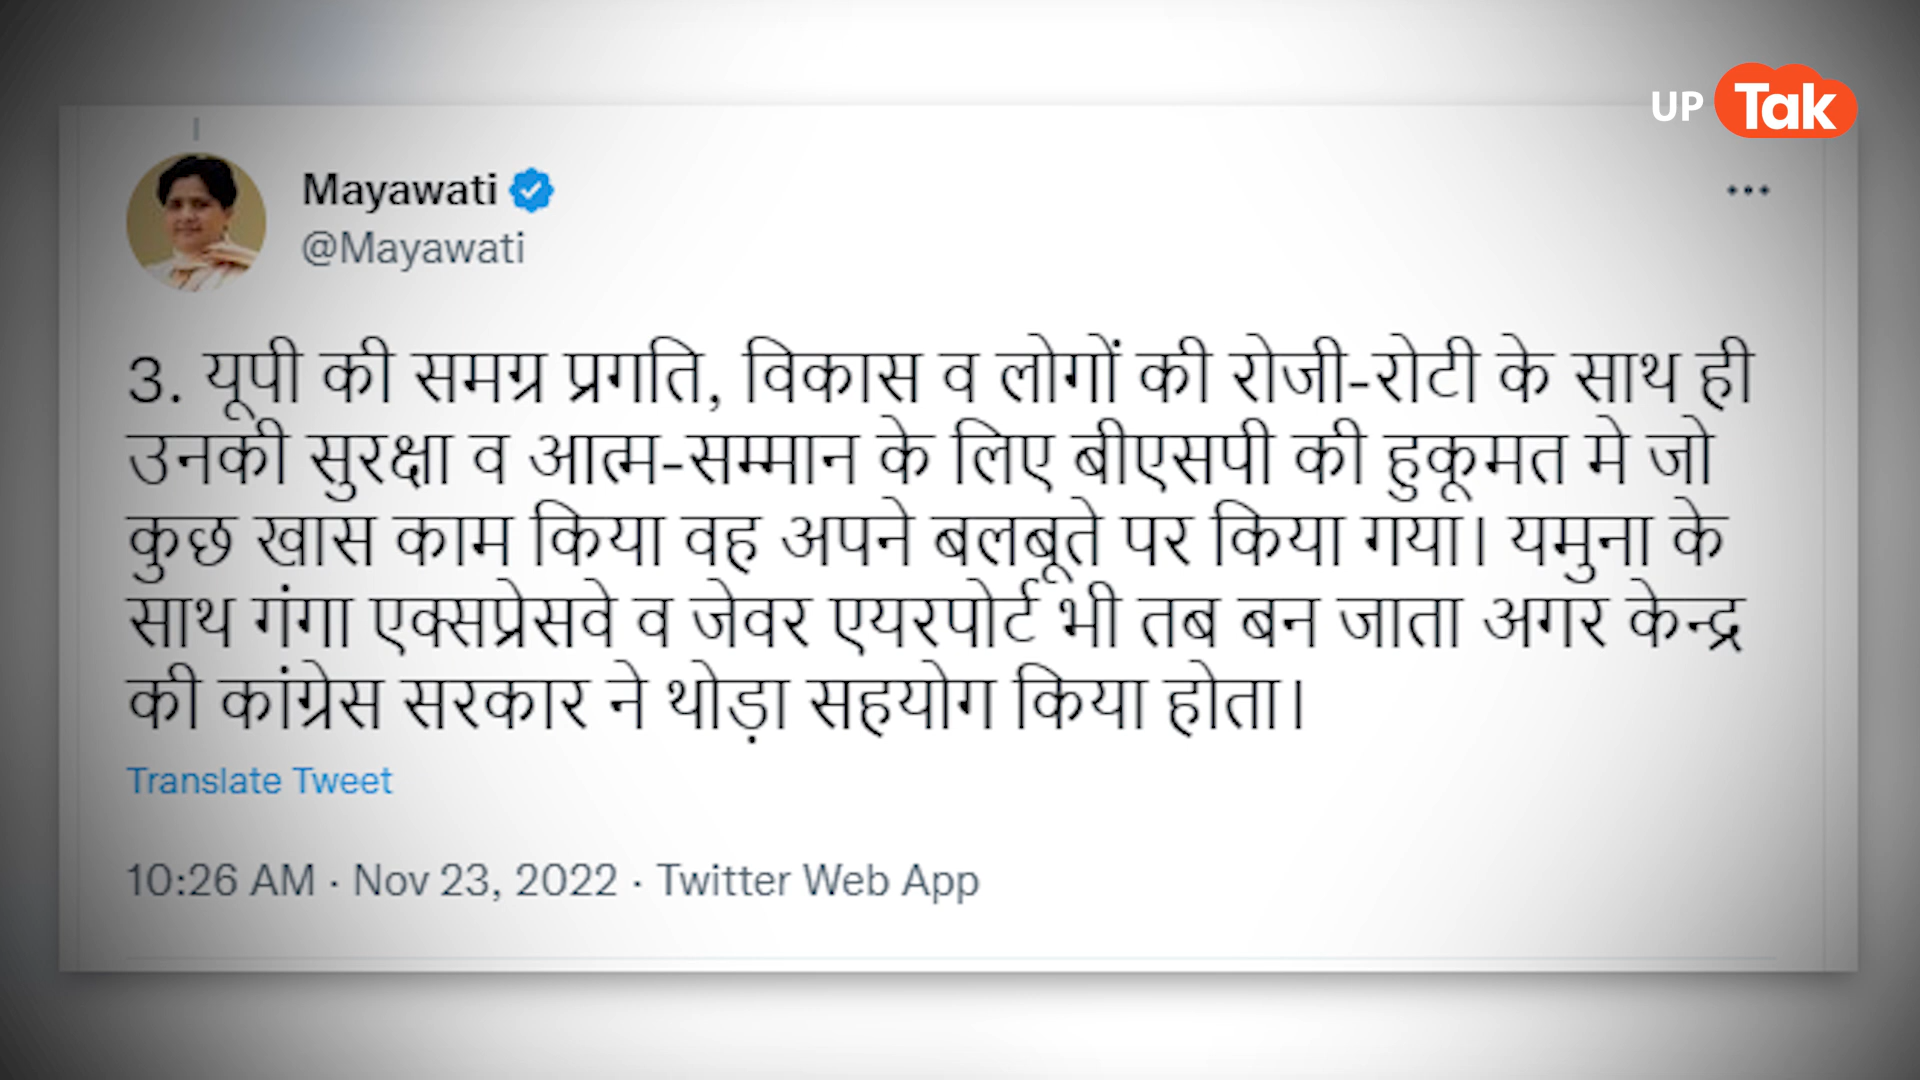 UP Tak
Mayawati
@Mayawati
3. यूपी की समग्र प्रगति, विकास व लोगों की रोजी-रोटी के साथ ही
उनकी सुरक्षा व आत्म-सम्मान के लिए बीएसपी की हुकूमत मे जो
कुछ खास काम किया वह अपने बलबूते पर किया गया। यमुना के
साथ गंगा एक्सप्रेसवे व जेवर एयरपोर्ट भी तब बन जाता अगर केन्द्र
की कांग्रेस सरकार ने थोड़ा सहयोग किया होता।
Translate Tweet
10:26 AM · Nov 23, 2022 · Twitter Web App